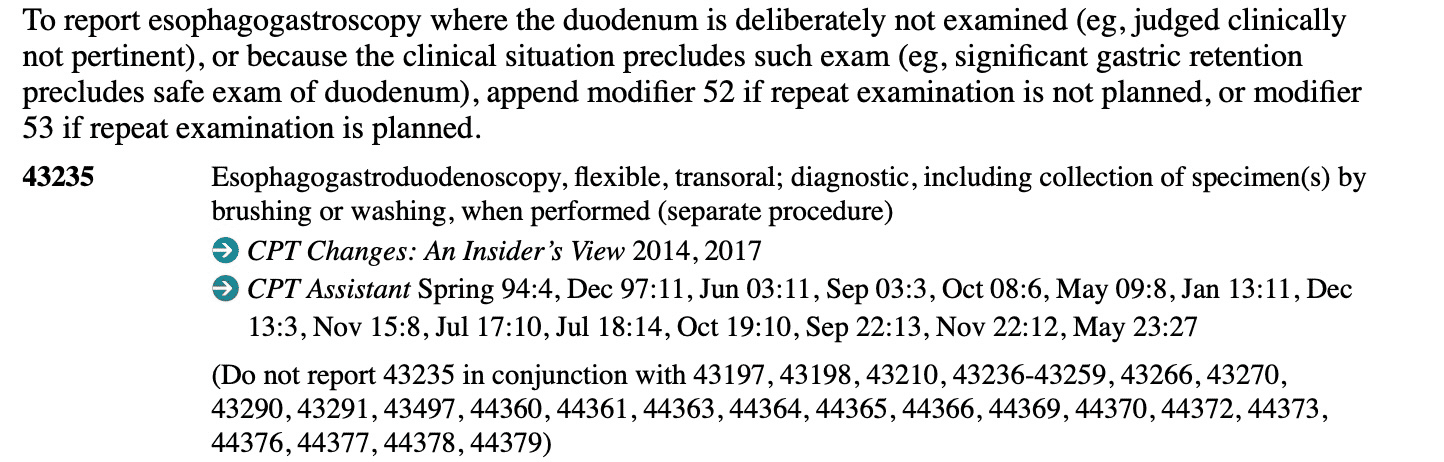 To report esophagogastroscopy where the duodenum is deliberately not examined (eg, judged clinically
not pertinent), or because the clinical situation precludes such exam (eg, significant gastric retention
precludes safe exam of duodenum), append modifier 52 if repeat examination is not planned, or modifier
53 if repeat examination is planned.
43235 Esophagogastroduodenoscopy, flexible, transoral; diagnostic, including collection of specimen(s) by
brushing or washing, when performed (separate procedure)
CPT Changes: An Insider’s View 2014, 2017
CPT Assistant Spring 94:4, Dec 97:11, Jun 03:11, Sep 03:3, Oct 08:6, May 09:8, Jan 13:11, Dec
13:3, Nov 15:8, Jul 17:10, Jul 18:14, Oct 19:10, Sep 22:13, Nov 22:12, May 23:27
(Do not report 43235 in conjunction with 43197, 43198, 43210, 43236-43259, 43266, 43270,
43290, 43291, 43497, 44360, 44361, 44363, 44364, 44365, 44366, 44369, 44370, 44372, 44373,
44376, 44377, 44378, 44379)